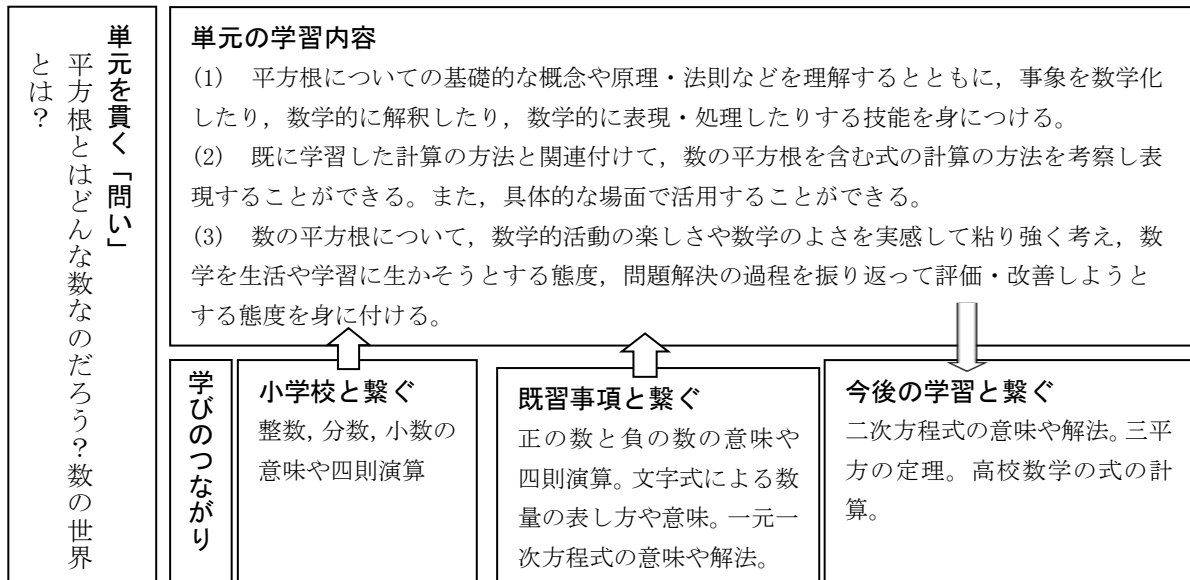 単元を貫く「問い」
平方根とはどんな数なのだろう?数の世界
とは?
単元の学習内容
(1) 平方根についての基礎的な概念や原理・法則などを理解するとともに,事象を数学化
したり,数学的に解釈したり,数学的に表現・処理したりする技能を身につける。
(2) 既に学習した計算の方法と関連付けて,数の平方根を含む式の計算の方法を考察し表
現することができる。また,具体的な場面で活用することができる。
(3) 数の平方根について,数学的活動の楽しさや数学のよさを実感して粘り強く考え,数
学を生活や学習に生かそうとする態度,問題解決の過程を振り返って評価・改善しようと
する態度を身に付ける。
学びのつながり
小学校と繋ぐ
整数,分数,小数の
意味や四則演算
既習事項と繋ぐ
正の数と負の数の意味や
四則演算。文字式による数
量の表し方や意味。一元一
次方程式の意味や解法。
今後の学習と繋ぐ
二次方程式の意味や解法。三平
方の定理。高校数学の式の計
算。